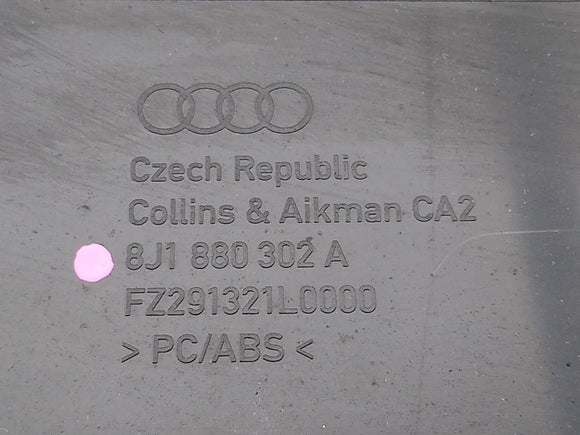 Czech Republic
Collins & Aikman CA2
8J1 880 302 A
FZ291321L0000
> PC/ABS <